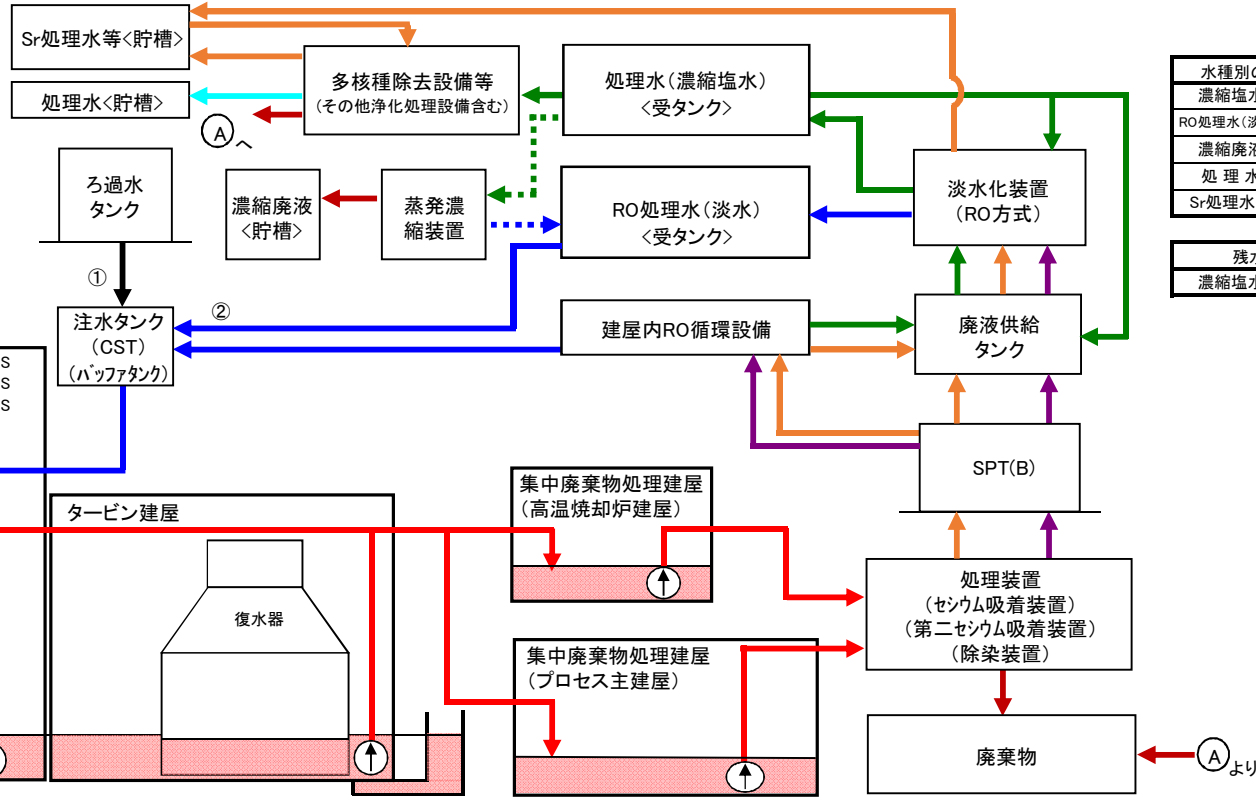 Sr処理水等<貯槽>
処理水<貯槽>
多核種除去設備等
(その他浄化処理設備含む)
Aへ
処理水(濃縮塩水)
<受タンク>
水種別の
濃縮塩水
RO処理水(淡
濃縮廃液
処 理 水
Sr処理水
残水
濃縮塩水
ろ過水
タンク
濃縮廃液
<貯槽>
蒸発濃
縮装置
RO処理水(淡水)
<受タンク>
淡水化装置
(RO方式)
①
②
注水タンク
(CST)
(バッファタンク)
建屋内RO循環設備
廃液供給
タンク
S
S
S
SPT(B)
タービン建屋
復水器
集中廃棄物処理建屋
(高温焼却炉建屋)
集中廃棄物処理建屋
(プロセス主建屋)
処理装置
(セシウム吸着装置)
(第二セシウム吸着装置)
(除染装置)
廃棄物
Aより